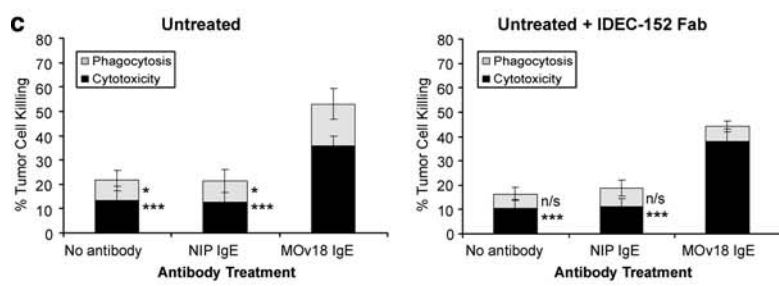 C
Untreated
% Tumor Cell Killing
80
70
60
50
40
30
20
10
0
Phagocytosis
Cytotoxicity
*
***
*
***
No antibody NIP IgE MOv18 IgE
Antibody Treatment
Untreated + IDEC-152 Fab
% Tumor Cell Killing
80
70
60
50
40
30
20
10
0
Phagocytosis
Cytotoxicity
n/s
***
n/s
***
No antibody NIP IgE MOv18 IgE
Antibody Treatment